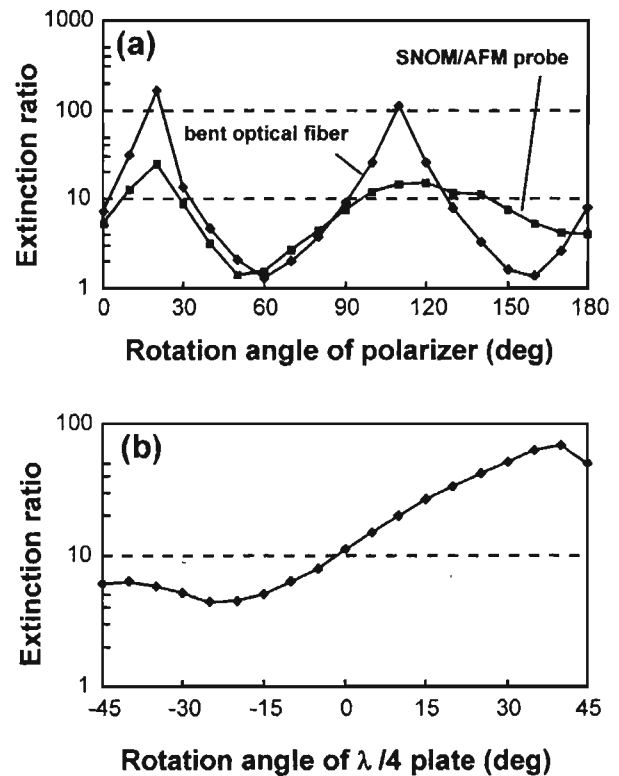 (a)
1000
100
10
1
Extinction ratio
SNOM/AFM probe
bent optical fiber
0 30 60 90 120 150 180
Rotation angle of polarizer (deg)
(b)
100
10
1
Extinction ratio
-45 -30 -15 0 15 30 45
Rotation angle of λ/4 plate (deg)